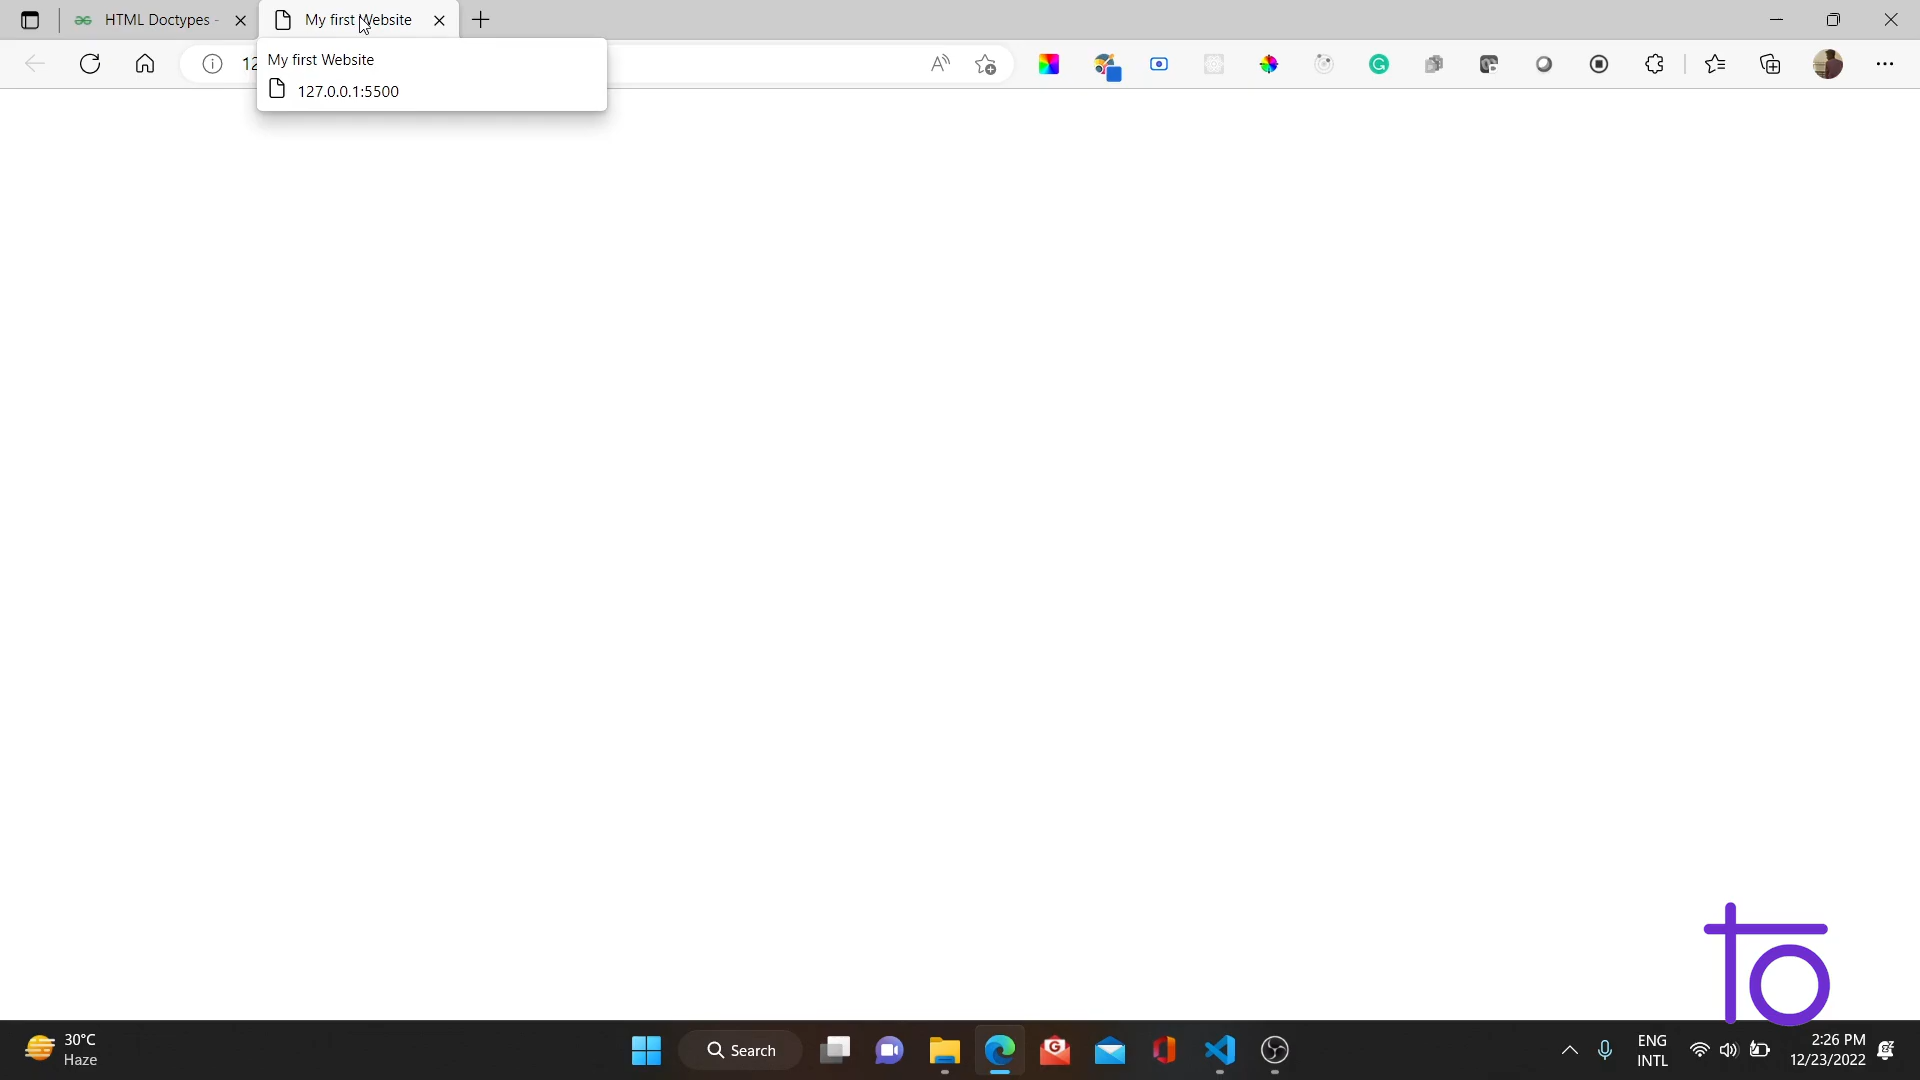 HTML Doctypes -
My first Website
12
My first Website
127.0.0.1:5500
to
30°C
Haze
Search
ENG
INTL
2:26 PM
12/23/2022